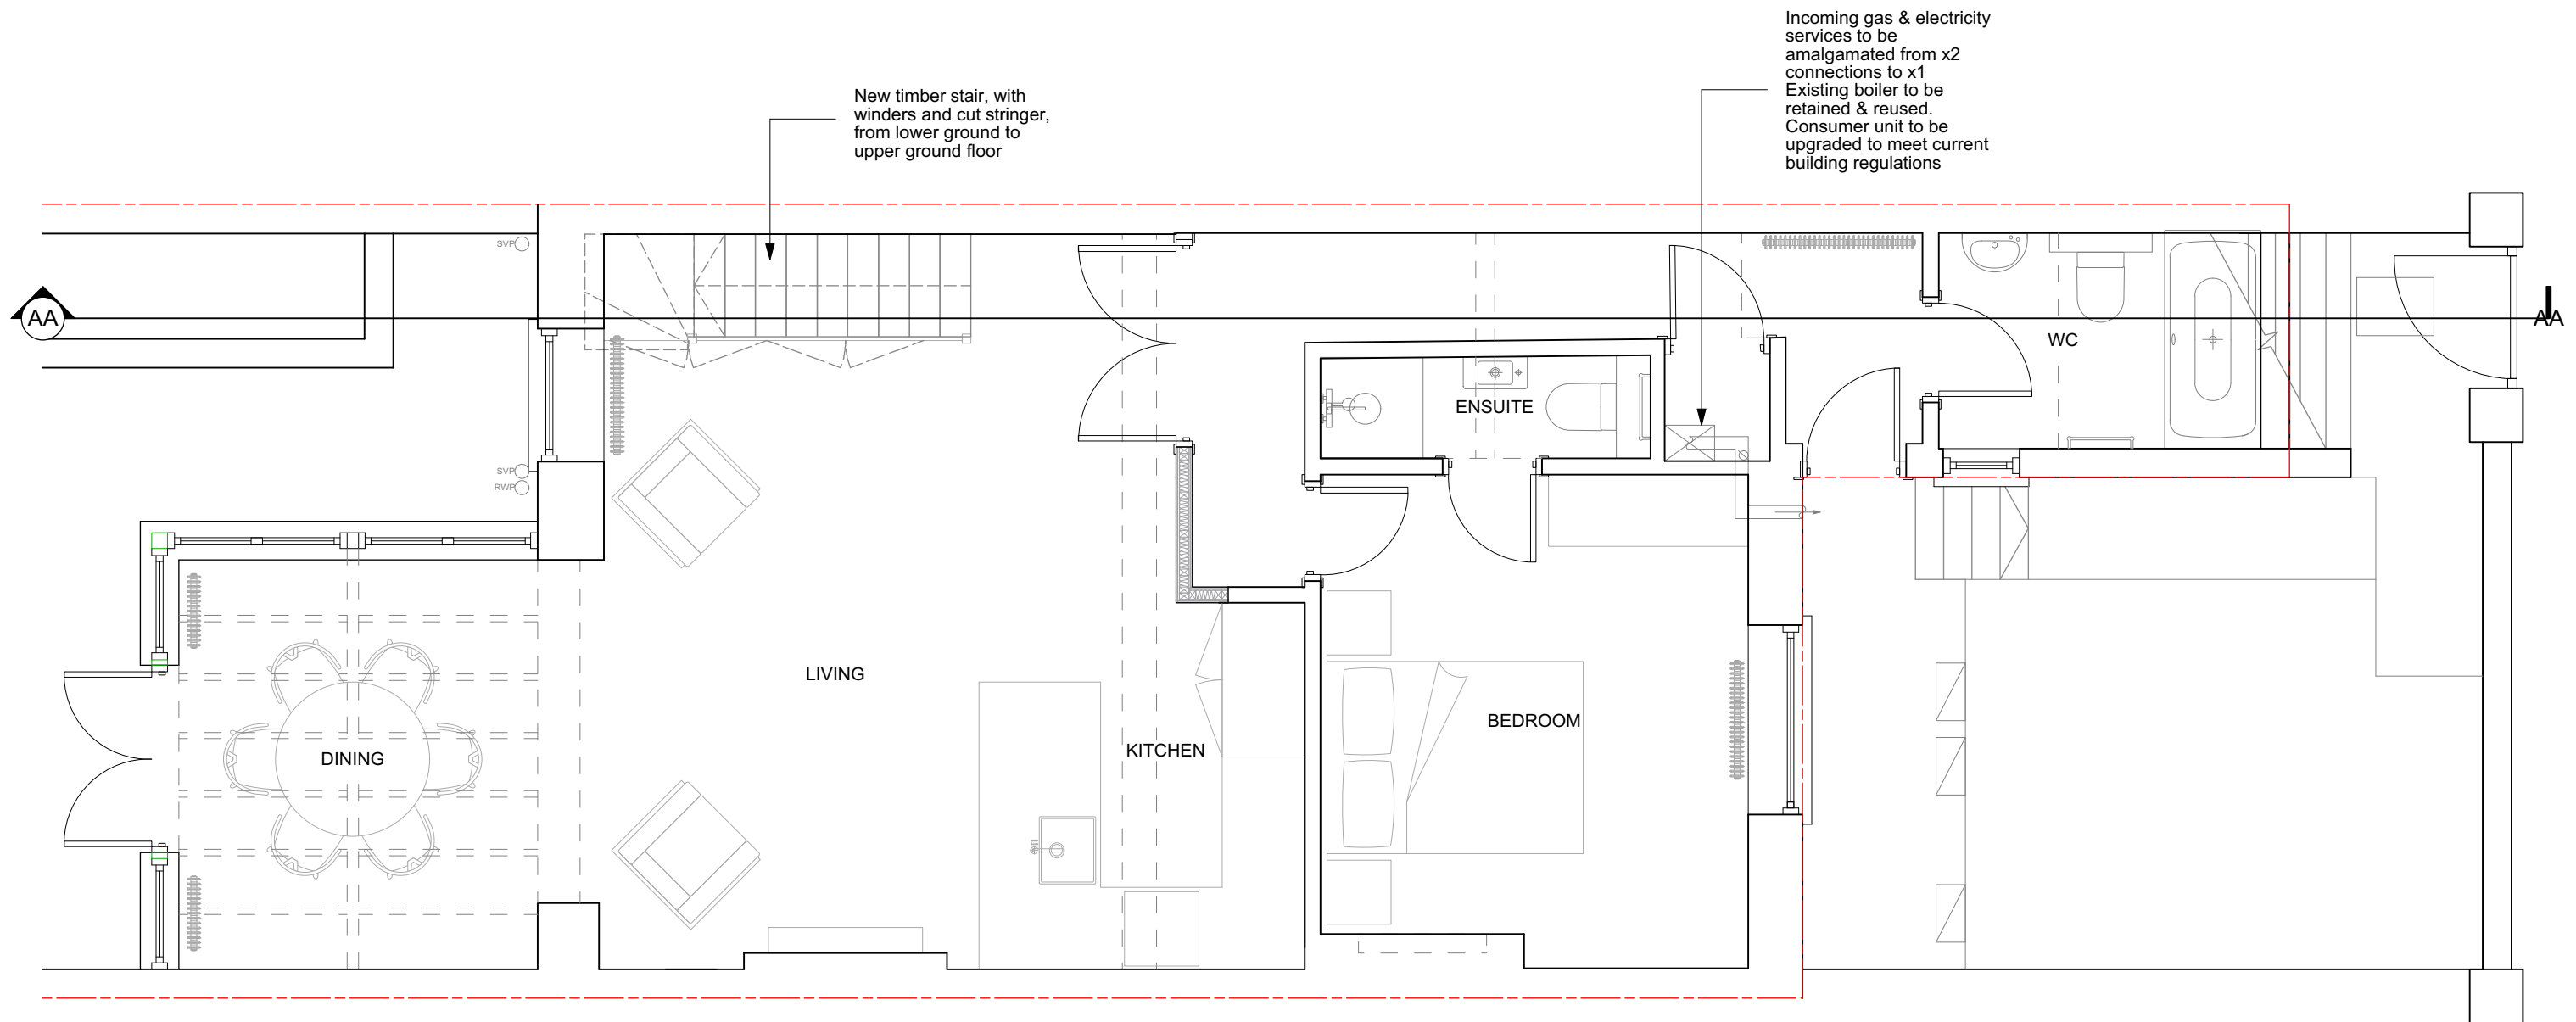 Incoming gas & electricity
services to be
amalgamated from x2
connections to x1
Existing boiler to be
retained & reused.
Consumer unit to be
upgraded to meet current
building regulations
New timber stair, with
winders and cut stringer,
from lower ground to
upper ground floor
SVP
AA
AA
WC
ENSUITE
SVP
RWP
LIVING
BEDROOM
KITCHEN
DINING